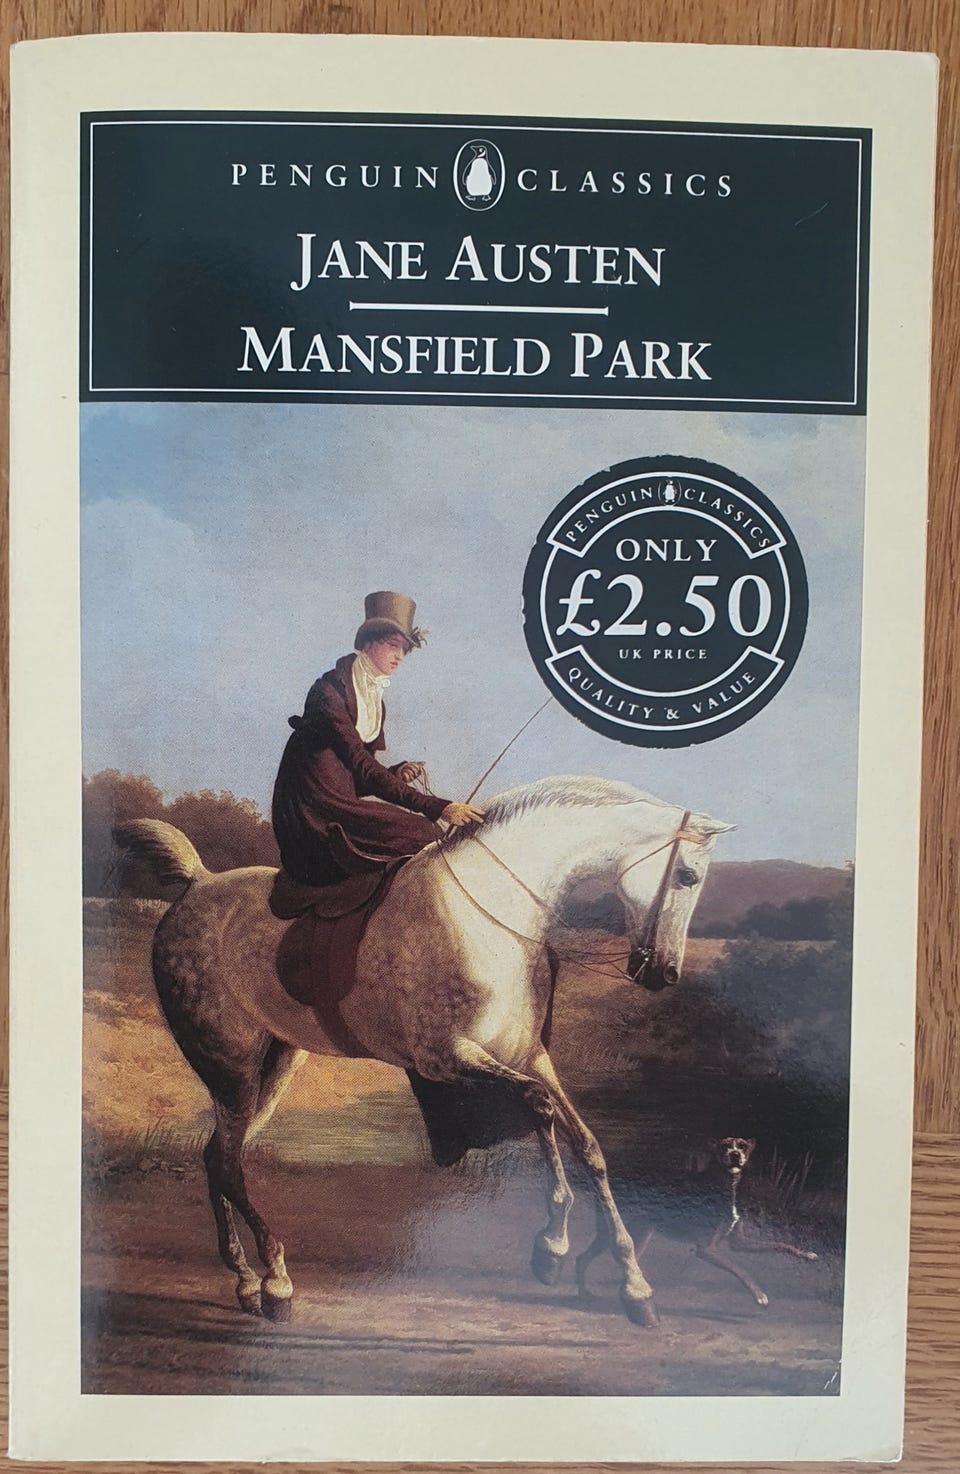 PENGUIN CLASSICS
JANE AUSTEN
MANSFIELD PARK
PENGUIN CLASSICS
ONLY
£2.50
UK PRICE
QUALITY & VALUE